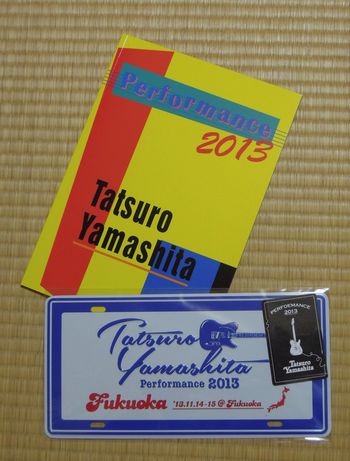 Performance
2013
Tatsuro
Yamashita
Tatsuro
Yamashita
Performance 2013
Fukuoka '13.11.14-15 @ Fukuoka
PERFORMANCE
2013
Tatsuro
Yamashita